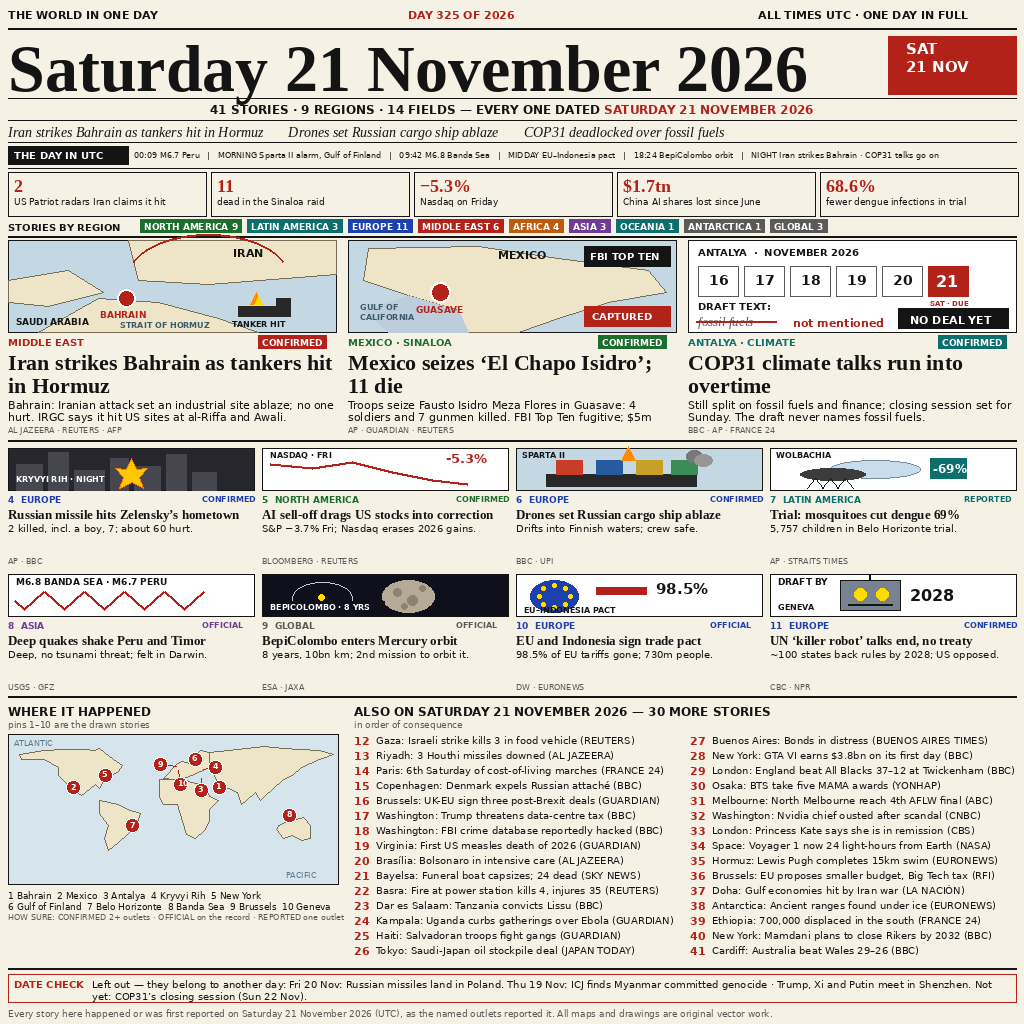 THE WORLD IN ONE DAY
DAY 325 OF 2026
ALL TIMES UTC · ONE DAY IN FULL
Saturday 21 November 2026
SAT
21 NOV
41 STORIES · 9 REGIONS · 14 FIELDS — EVERY ONE DATED SATURDAY 21 NOVEMBER 2026
Iran strikes Bahrain as tankers hit in Hormuz
Drones set Russian cargo ship ablaze
COP31 deadlocked over fossil fuels
THE DAY IN UTC
00:09 M6.7 Peru | MORNING Sparta II alarm, Gulf of Finland | 09:42 M6.8 Banda Sea | MIDDAY EU–Indonesia pact | 18:24 BepiColombo orbit | NIGHT Iran strikes Bahrain · COP31 talks go on
2
US Patriot radars Iran claims it hit
11
dead in the Sinaloa raid
−5.3%
Nasdaq on Friday
$1.7tn
China AI shares lost since June
68.6%
fewer dengue infections in trial
STORIES BY REGION
NORTH AMERICA 9
LATIN AMERICA 3
EUROPE 11
MIDDLE EAST 6
AFRICA 4
ASIA 3
OCEANIA 1
ANTARCTICA 1
GLOBAL 3
IRAN
BAHRAIN
SAUDI ARABIA
STRAIT OF HORMUZ
TANKER HIT
MIDDLE EAST
CONFIRMED
Iran strikes Bahrain as tankers hit
in Hormuz
Bahrain: Iranian attack set an industrial site ablaze; no one
hurt. IRGC says it hit US sites at al-Riffa and Awali.
AL JAZEERA · REUTERS · AFP
MEXICO
FBI TOP TEN
GULF OF
CALIFORNIA
GUASAVE
CAPTURED
MEXICO · SINALOA
CONFIRMED
Mexico seizes ‘El Chapo Isidro’;
11 die
Troops seize Fausto Isidro Meza Flores in Guasave: 4
soldiers and 7 gunmen killed. FBI Top Ten fugitive; $5m
AP · GUARDIAN · REUTERS
ANTALYA · NOVEMBER 2026
16
17
18
19
20
21
SAT · DUE
DRAFT TEXT:
fossil fuels
not mentioned
NO DEAL YET
ANTALYA · CLIMATE
CONFIRMED
COP31 climate talks run into
overtime
Still split on fossil fuels and finance; closing session set for
Sunday. The draft never names fossil fuels.
BBC · AP · FRANCE 24
KRYVYI RIH · NIGHT
4 EUROPE
CONFIRMED
Russian missile hits Zelensky’s hometown
2 killed, incl. a boy, 7; about 60 hurt.
AP · BBC
NASDAQ · FRI
-5.3%
5 NORTH AMERICA
CONFIRMED
AI sell-off drags US stocks into correction
S&P −3.7% Fri; Nasdaq erases 2026 gains.
BLOOMBERG · REUTERS
SPARTA II
6 EUROPE
CONFIRMED
Drones set Russian cargo ship ablaze
Drifts into Finnish waters; crew safe.
BBC · UPI
WOLBACHIA
-69%
7 LATIN AMERICA
REPORTED
Trial: mosquitoes cut dengue 69%
5,757 children in Belo Horizonte trial.
AP · STRAITS TIMES
M6.8 BANDA SEA · M6.7 PERU
8 ASIA
OFFICIAL
Deep quakes shake Peru and Timor
Deep, no tsunami threat; felt in Darwin.
USGS · GFZ
BEPICOLOMBO · 8 YRS
9 GLOBAL
OFFICIAL
BepiColombo enters Mercury orbit
8 years, 10bn km; 2nd mission to orbit it.
ESA · JAXA
98.5%
EU–INDONESIA PACT
10 EUROPE
OFFICIAL
EU and Indonesia sign trade pact
98.5% of EU tariffs gone; 730m people.
DW · EURONEWS
DRAFT BY
2028
GENEVA
11 EUROPE
CONFIRMED
UN ‘killer robot’ talks end, no treaty
~100 states back rules by 2028; US opposed.
CBC · NPR
WHERE IT HAPPENED
pins 1–10 are the drawn stories
ATLANTIC
9
6
4
5
2
10
3
1
8
7
PACIFIC
1 Bahrain 2 Mexico 3 Antalya 4 Kryvyi Rih 5 New York
6 Gulf of Finland 7 Belo Horizonte 8 Banda Sea 9 Brussels 10 Geneva
HOW SURE: CONFIRMED 2+ outlets · OFFICIAL on the record · REPORTED one outlet
ALSO ON SATURDAY 21 NOVEMBER 2026 — 30 MORE STORIES
in order of consequence
12 Gaza: Israeli strike kills 3 in food vehicle (REUTERS)
13 Riyadh: 3 Houthi missiles downed (AL JAZEERA)
14 Paris: 6th Saturday of cost-of-living marches (FRANCE 24)
15 Copenhagen: Denmark expels Russian attaché (BBC)
16 Brussels: UK-EU sign three post-Brexit deals (GUARDIAN)
17 Washington: Trump threatens data-centre tax (BBC)
18 Washington: FBI crime database reportedly hacked (BBC)
19 Virginia: First US measles death of 2026 (GUARDIAN)
20 Brasília: Bolsonaro in intensive care (AL JAZEERA)
21 Bayelsa: Funeral boat capsizes; 24 dead (SKY NEWS)
22 Basra: Fire at power station kills 4, injures 35 (REUTERS)
23 Dar es Salaam: Tanzania convicts Lissu (BBC)
24 Kampala: Uganda curbs gatherings over Ebola (GUARDIAN)
25 Haiti: Salvadoran troops fight gangs (GUARDIAN)
26 Tokyo: Saudi-Japan oil stockpile deal (JAPAN TODAY)
27 Buenos Aires: Bonds in distress (BUENOS AIRES TIMES)
28 New York: GTA VI earns $3.8bn on its first day (BBC)
29 London: England beat All Blacks 37–12 at Twickenham (BBC)
30 Osaka: BTS take five MAMA awards (YONHAP)
31 Melbourne: North Melbourne reach 4th AFLW final (ABC)
32 Washington: Nvidia chief ousted after scandal (CNBC)
33 London: Princess Kate says she is in remission (CBS)
34 Space: Voyager 1 now 24 light-hours from Earth (NASA)
35 Hormuz: Lewis Pugh completes 15km swim (EURONEWS)
36 Brussels: EU proposes smaller budget, Big Tech tax (RFI)
37 Doha: Gulf economies hit by Iran war (LA NACIÓN)
38 Antarctica: Ancient ranges found under ice (EURONEWS)
39 Ethiopia: 700,000 displaced in the south (FRANCE 24)
40 New York: Mamdani plans to close Rikers by 2032 (BBC)
41 Cardiff: Australia beat Wales 29–26 (BBC)
DATE CHECK
Left out — they belong to another day: Fri 20 Nov: Russian missiles land in Poland. Thu 19 Nov: ICJ finds Myanmar committed genocide · Trump, Xi and Putin meet in Shenzhen. Not
yet: COP31’s closing session (Sun 22 Nov).
Every story here happened or was first reported on Saturday 21 November 2026 (UTC), as the named outlets reported it. All maps and drawings are original vector work.